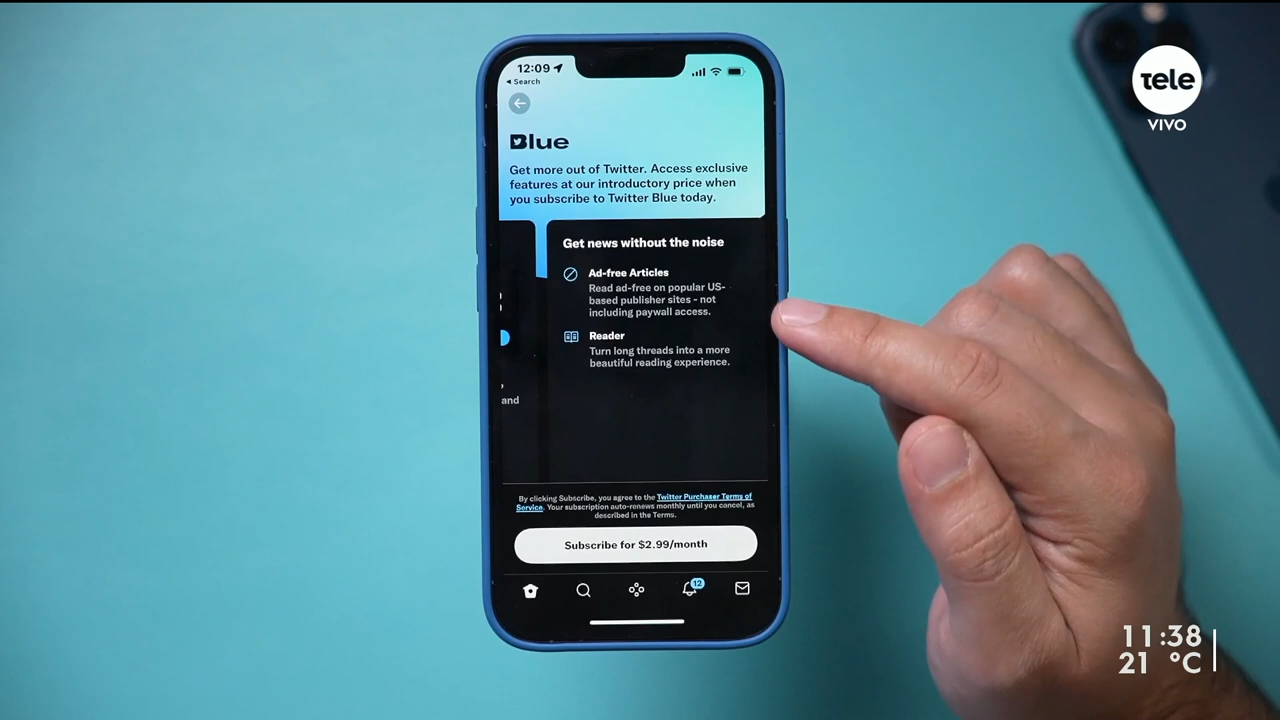 12:09
Search
Blue
Get more out of Twitter. Access exclusive
features at our introductory price when
you subscribe to Twitter Blue today.
Get news without the noise
Ad-free Articles
Read ad-free on popular US-
based publisher sites - not
including paywall access.
Reader
Turn long threads into a more
beautiful reading experience.
and
By clicking Subscribe, you agree to the Twitter Purchaser Terms of
Service. Your subscription auto-renews monthly until you cancel, as
described in the Terms.
Subscribe for $2.99/month
12
tele
VIVO
11:38
21 °C